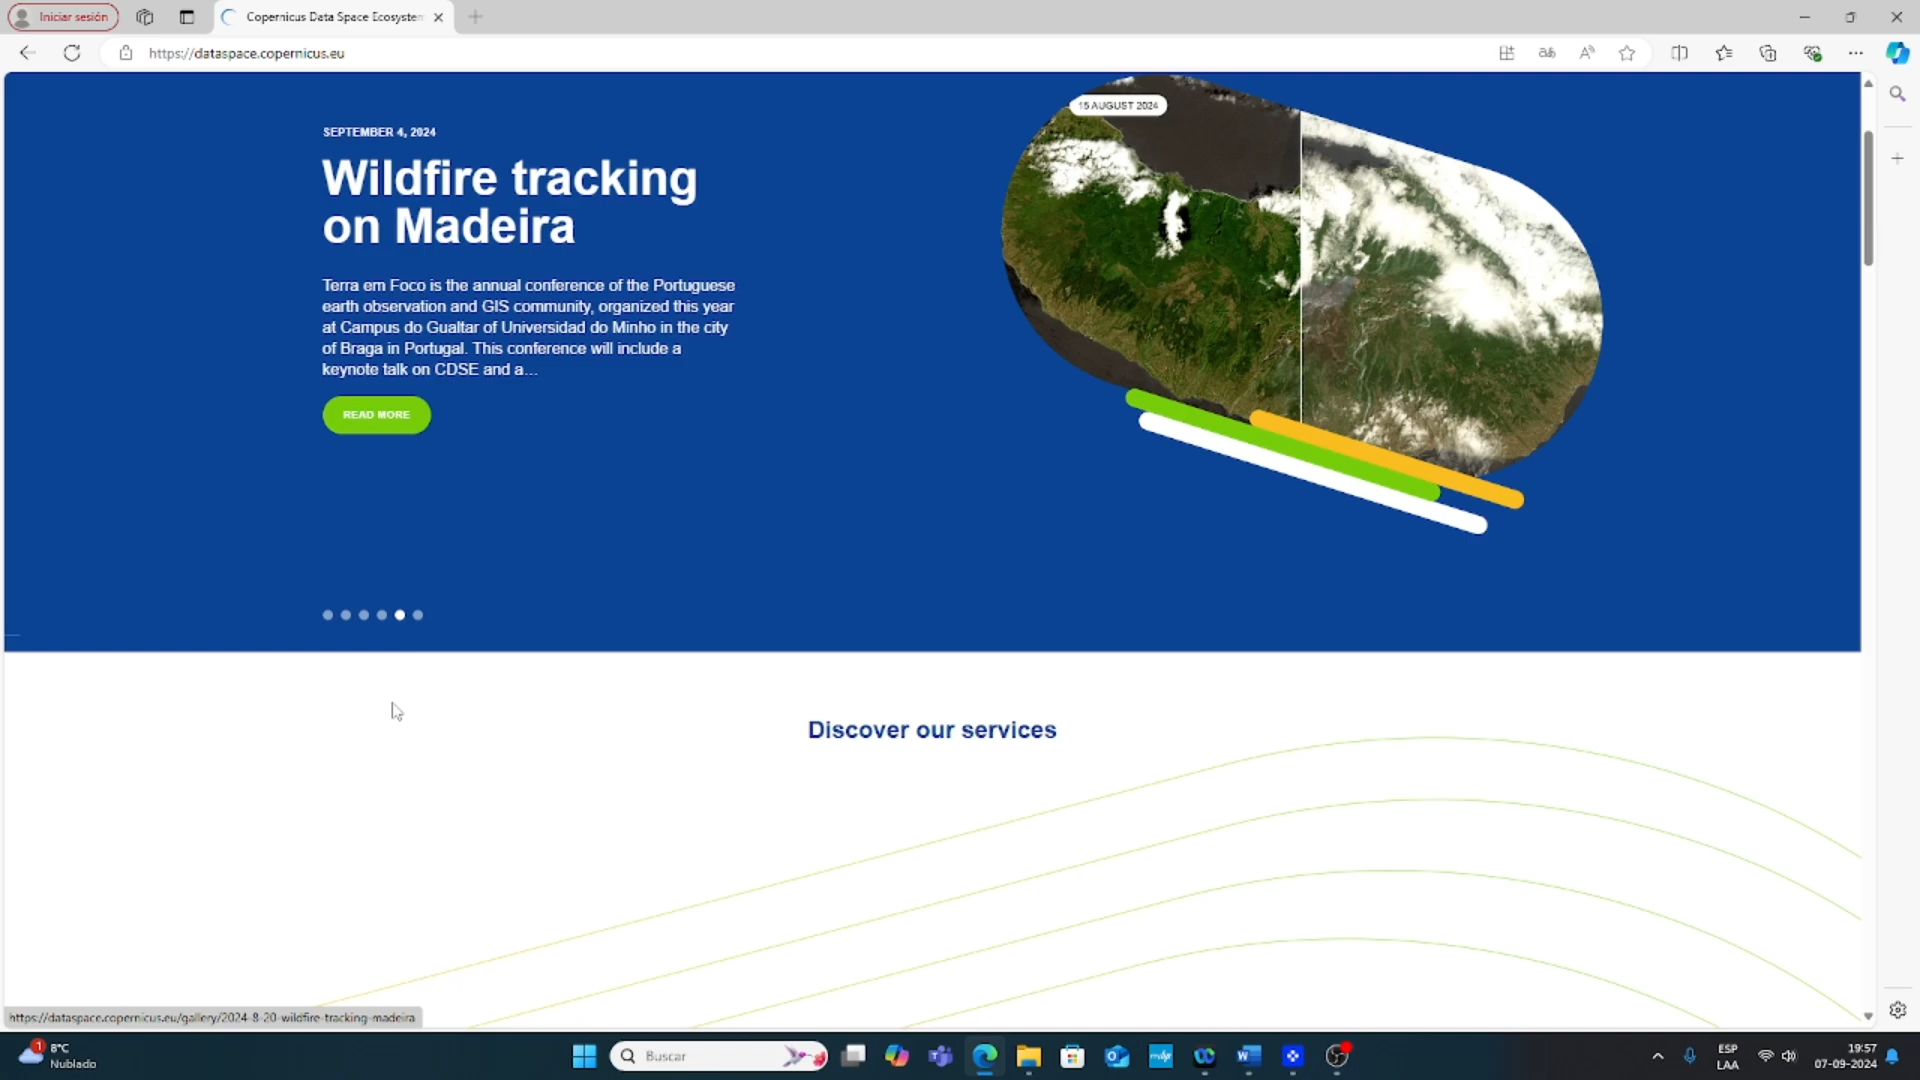 Iniciar sesión
Copernicus Data Space Ecosystem
https://dataspace.copernicus.eu
15 AUGUST 2024
SEPTEMBER 4, 2024
Wildfire tracking
on Madeira
Terra em Foco is the annual conference of the Portuguese
earth observation and GIS community, organized this year
at Campus do Gualtar of Universidad do Minho in the city
of Braga in Portugal. This conference will include a
keynote talk on CDSE and a...
READ MORE
Discover our services
https://dataspace.copernicus.eu/gallery/2024-8-20-wildfire-tracking-madeira
1
8°C
Nublado
Buscar
ESP
LAA
19:57
07-09-2024